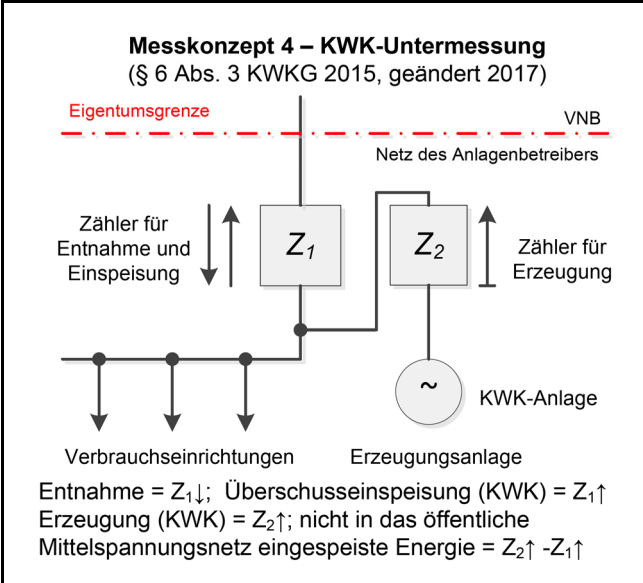 Messkonzept 4 – KWK-Untermessung
(§ 6 Abs. 3 KWKG 2015, geändert 2017)
Eigentumsgrenze
VNB
Netz des Anlagenbetreibers
Zähler für
Entnahme und
Einspeisung
Z1
Z2
Zähler für
Erzeugung
~
KWK-Anlage
Verbrauchseinrichtungen
Erzeugungsanlage
Entnahme = Z1↓; Überschusseinspeisung (KWK) = Z1↑
Erzeugung (KWK) = Z2↑; nicht in das öffentliche
Mittelspannungsnetz eingespeiste Energie = Z2↑ -Z1↑